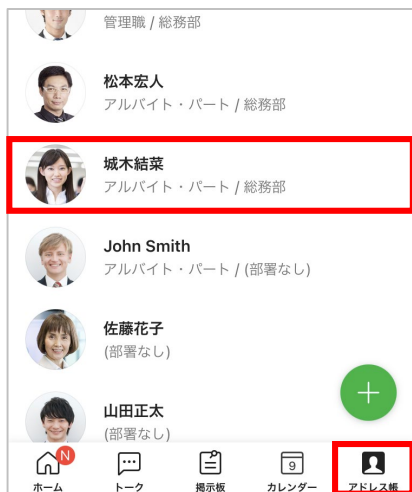 管理職 / 総務部
松本宏人
アルバイト・パート / 総務部
城木結菜
アルバイト・パート / 総務部
John Smith
アルバイト・パート / (部署なし)
佐藤花子
(部署なし)
山田正太
(部署なし)
N
9
ホーム
トーク
掲示板
カレンダー
アドレス帳